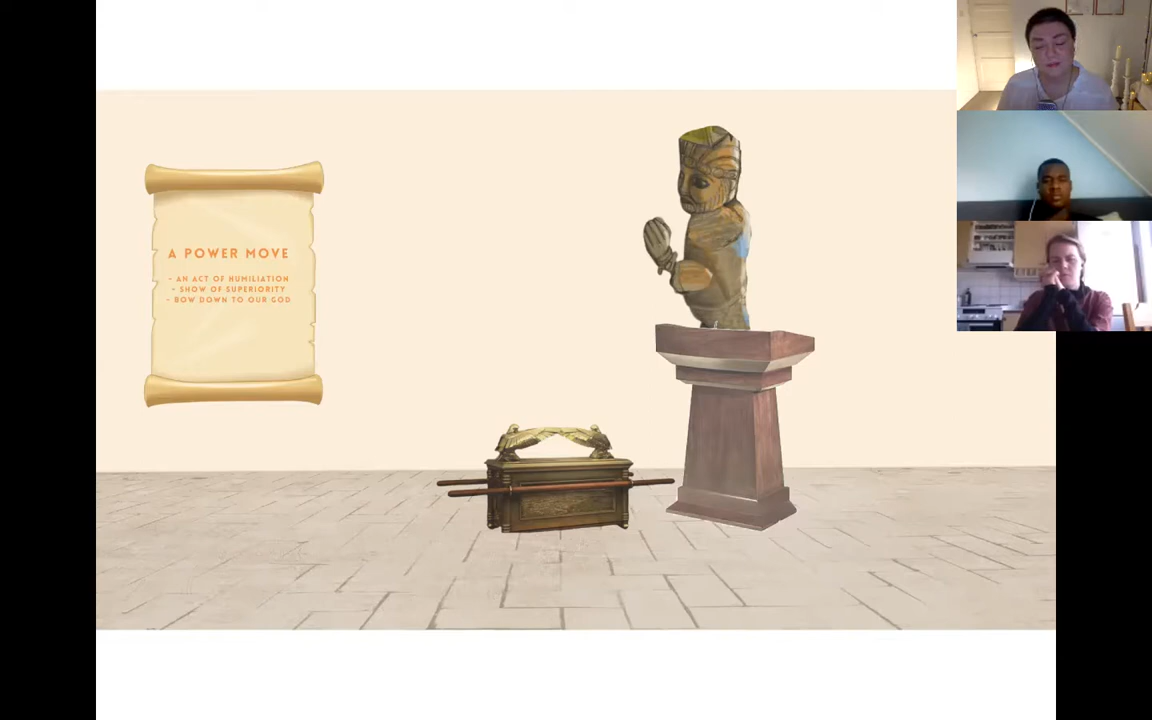 A POWER MOVE
- AN ACT OF HUMILIATION
- SHOW OF SUPERIORITY
- BOW DOWN TO OUR GOD